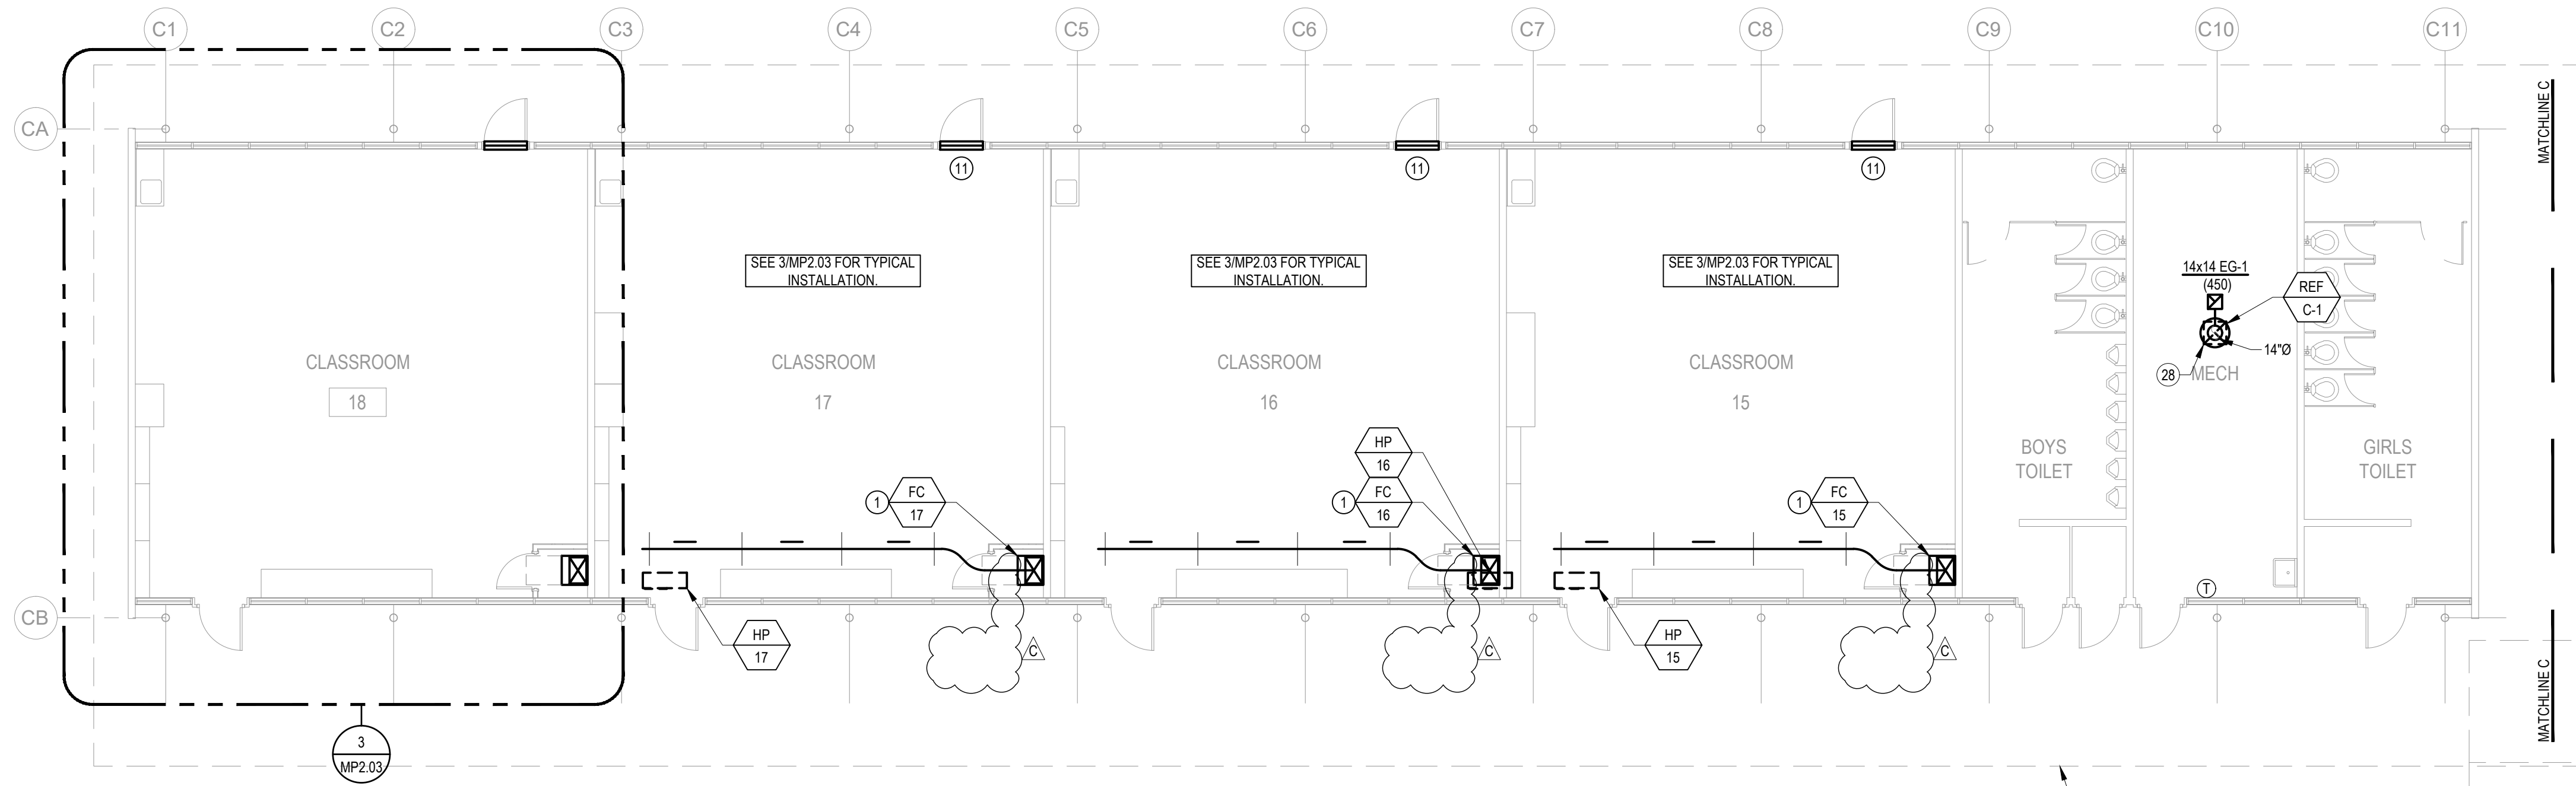 C1
C2
C3
C4
C5
C6
C7
C8
C9
C10
C11
CA
MATCHLINE C
11
11
11
SEE 3/MP2.03 FOR TYPICAL
INSTALLATION.
SEE 3/MP2.03 FOR TYPICAL
INSTALLATION.
SEE 3/MP2.03 FOR TYPICAL
INSTALLATION.
14x14 EG-1
(450)
REF
C-1
14"Ø
28
MECH
CLASSROOM
18
CLASSROOM
17
CLASSROOM
16
CLASSROOM
15
BOYS
TOILET
GIRLS
TOILET
HP
16
1
FC
17
1
FC
16
1
FC
15
T
CB
HP
17
C
C
HP
15
C
MATCHLINE C
3
MP2.03